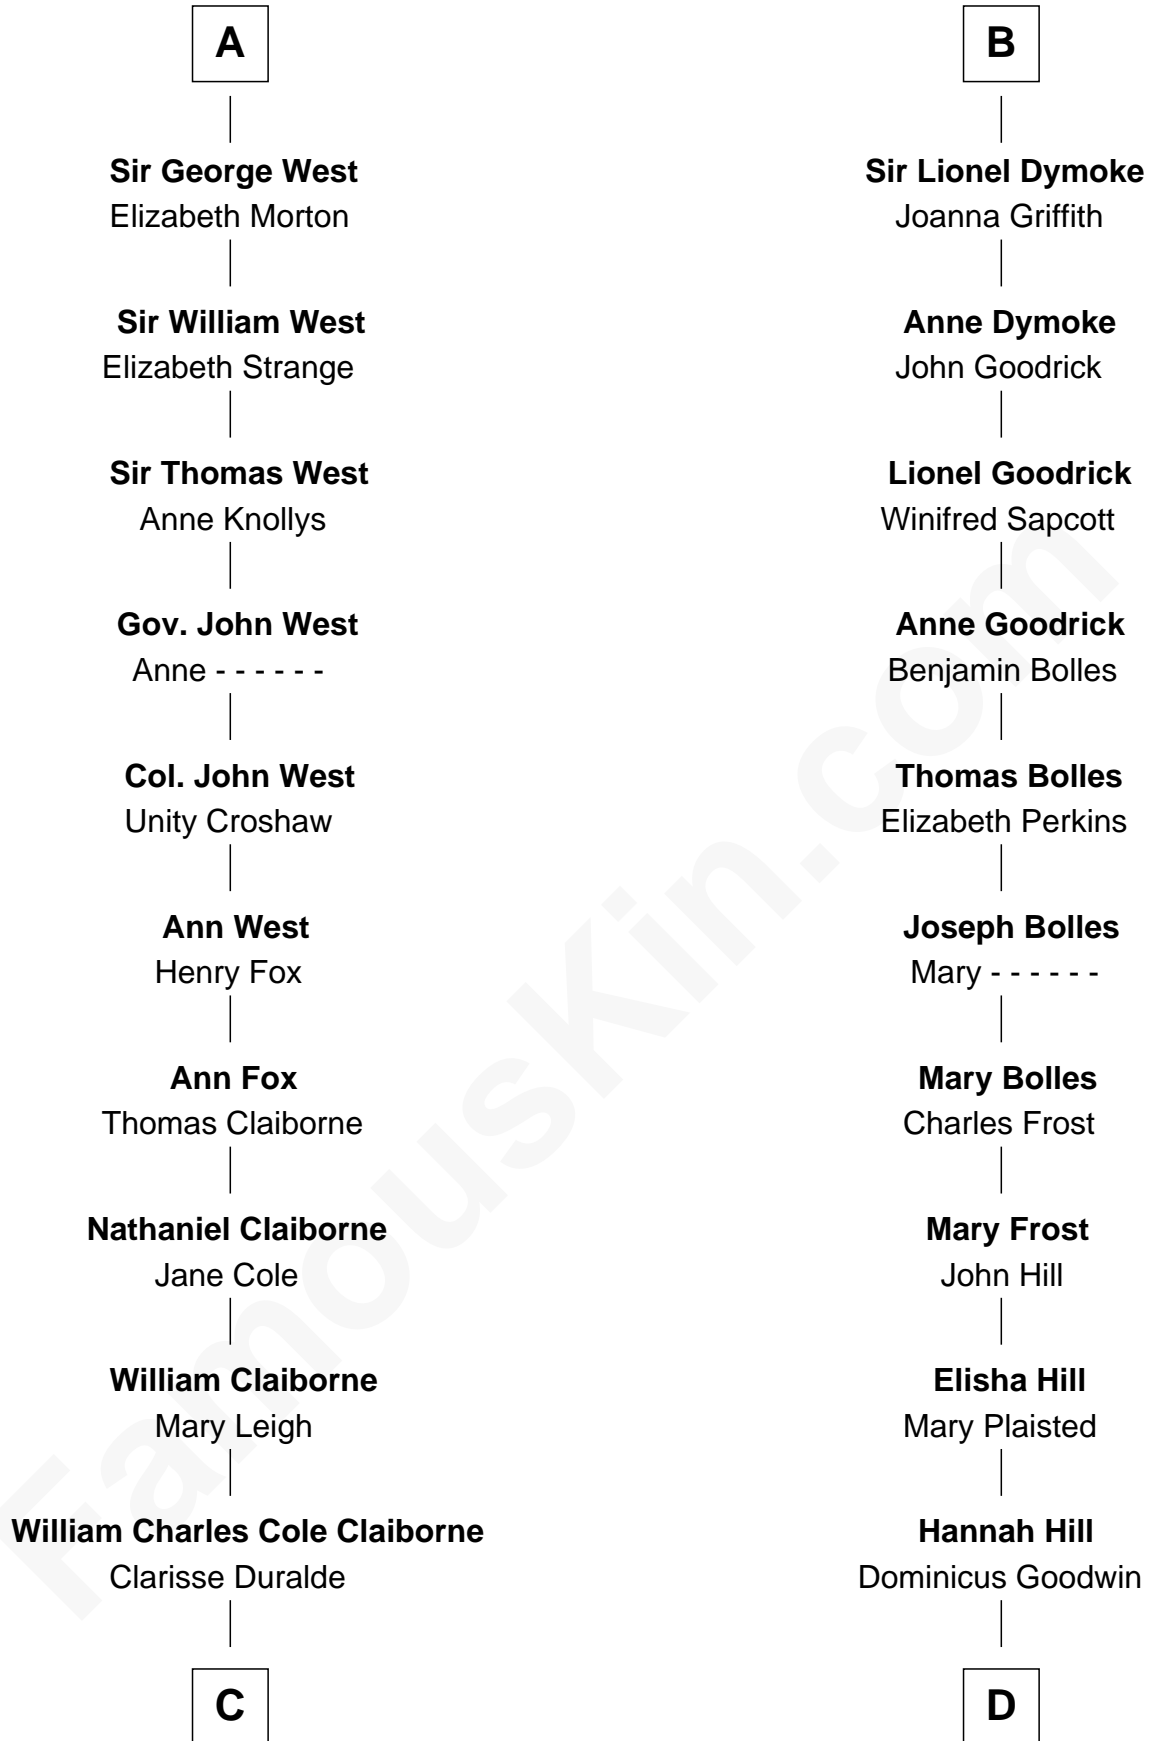 A
Sir George West
Elizabeth Morton
Sir William West
Elizabeth Strange
Sir Thomas West
Anne Knollys
Gov. John West
Anne - - - - - -
Col. John West
Unity Croshaw
Ann West
Henry Fox
Ann Fox
Thomas Claiborne
Nathaniel Claiborne
Jane Cole
William Claiborne
Mary Leigh
William Charles Cole Claiborne
Clarisse Duralde
C
B
Sir Lionel Dymoke
Joanna Griffith
Anne Dymoke
John Goodrick
Lionel Goodrick
Winifred Sapcott
Anne Goodrick
Benjamin Bolles
Thomas Bolles
Elizabeth Perkins
Joseph Bolles
Mary - - - - - -
Mary Bolles
Charles Frost
Mary Frost
John Hill
Elisha Hill
Mary Plaisted
Hannah Hill
Dominicus Goodwin
D
FamousKin.com